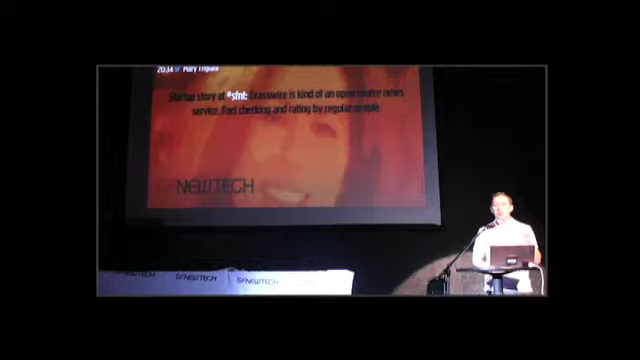 20:34 Mary Trigiani
Startup story at #sfnt: Grasswire is kind of an open source news
service. Fact checking and rating by regular people.
NEWTECH
SFNEWTECH SFNEWTECH SFNEWTECH